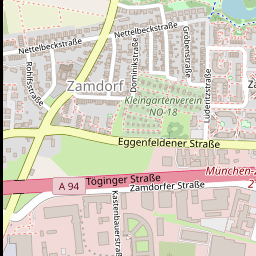 Nettelbeckstraße
Nettelbeckstraße
Grobenstraße
Rohlfsstraße
Dominikstraße
Lüderitzstraße
Zamdorf
Kleingartenverein
NO-18
Eggenfeldener Straße
München-
A 94
Töginger Straße
Zamdorfer Straße
2
Kastenbauerstraße